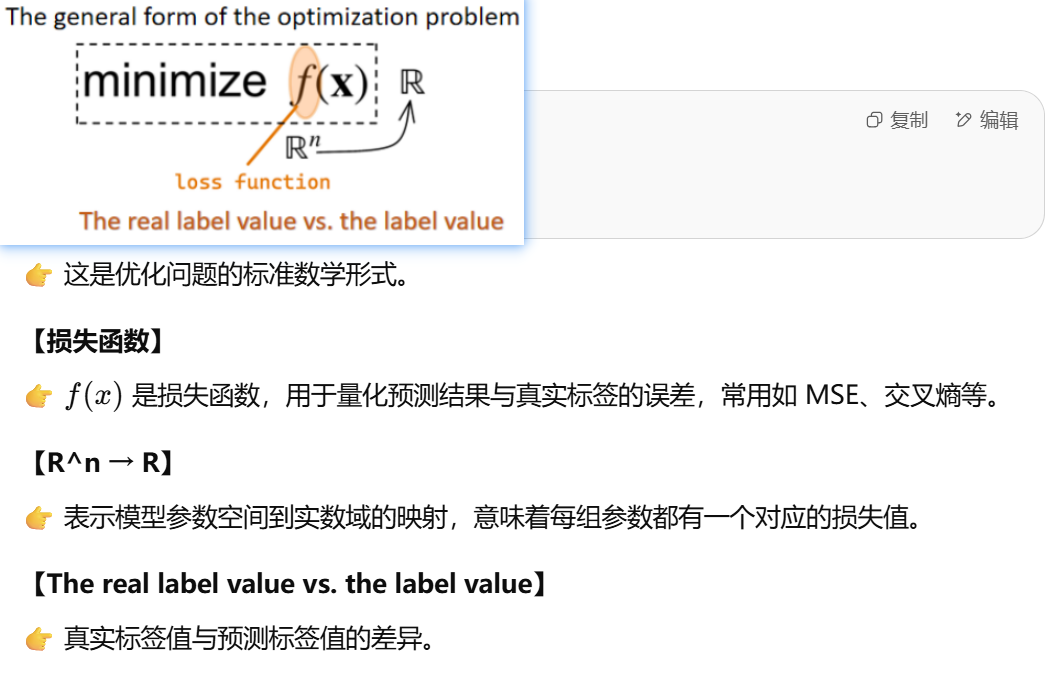 The general form of the optimization problem
minimize f(x) ℝ
ℝⁿ
loss function
The real label value vs. the label value
复制 编辑
👉 这是优化问题的标准数学形式。
【损失函数】
👉 f(x) 是损失函数，用于量化预测结果与真实标签的误差，常用如 MSE、交叉熵等。
【R^n → R】
👉 表示模型参数空间到实数域的映射，意味着每组参数都有一个对应的损失值。
【The real label value vs. the label value】
👉 真实标签值与预测标签值的差异。